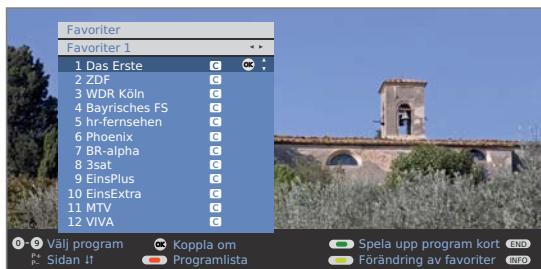 Favoriter
Favoriter 1
1 Das Erste C OK
2 ZDF C
3 WDR Köln C
4 Bayrisches FS C
5 hr-fernsehen C
6 Phoenix C
7 BR-alpha C
8 3sat C
9 EinsPlus C
10 EinsExtra C
11 MTV C
12 VIVA C
0-9 Välj program OK Koppla om Spela upp program kort END
P+ P- Sidan Programlista Förändring av favoriter INFO